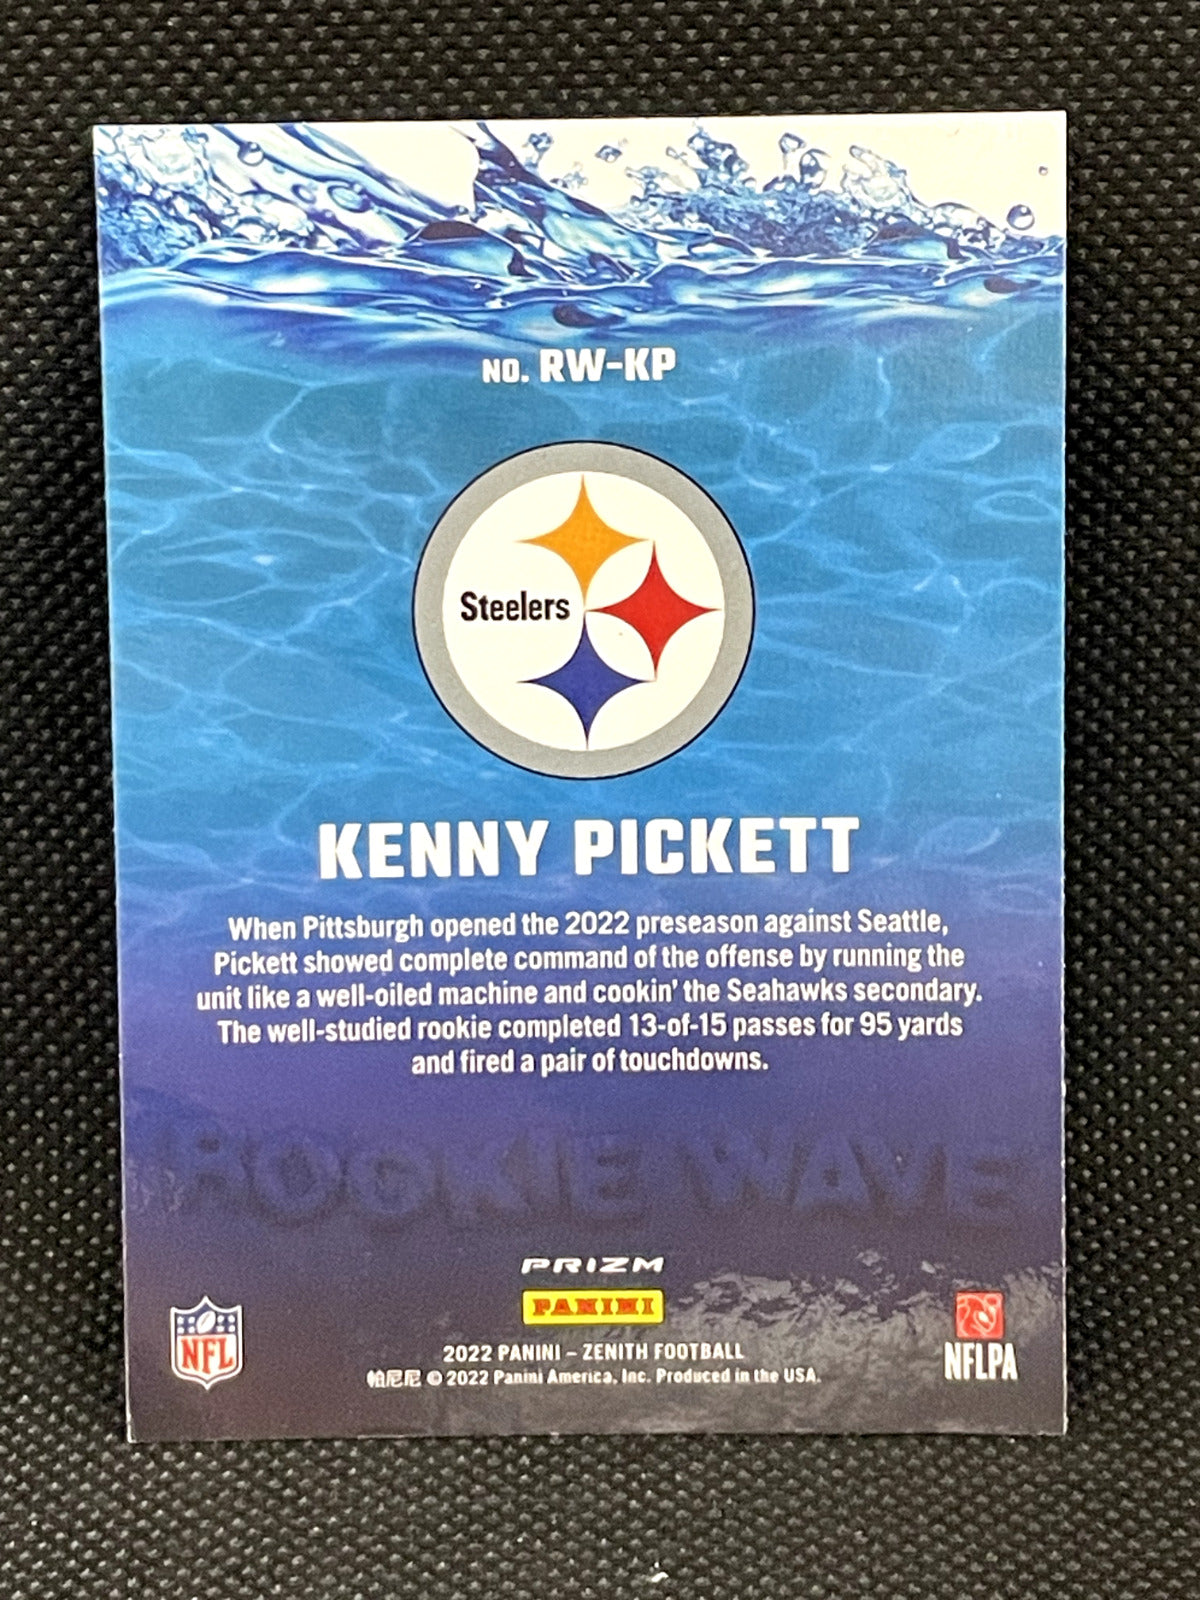 NO. RW-KP
Steelers
KENNY PICKETT
When Pittsburgh opened the 2022 preseason against Seattle,
Pickett showed complete command of the offense by running the
unit like a well-oiled machine and cookin' the Seahawks secondary.
The well-studied rookie completed 13-of-15 passes for 95 yards
and fired a pair of touchdowns.
ROOKIE WAVE
PRIZM
PANINI
NFL
NFLPA
2022 PANINI – ZENITH FOOTBALL
帕尼尼 © 2022 Panini America, Inc. Produced in the USA.